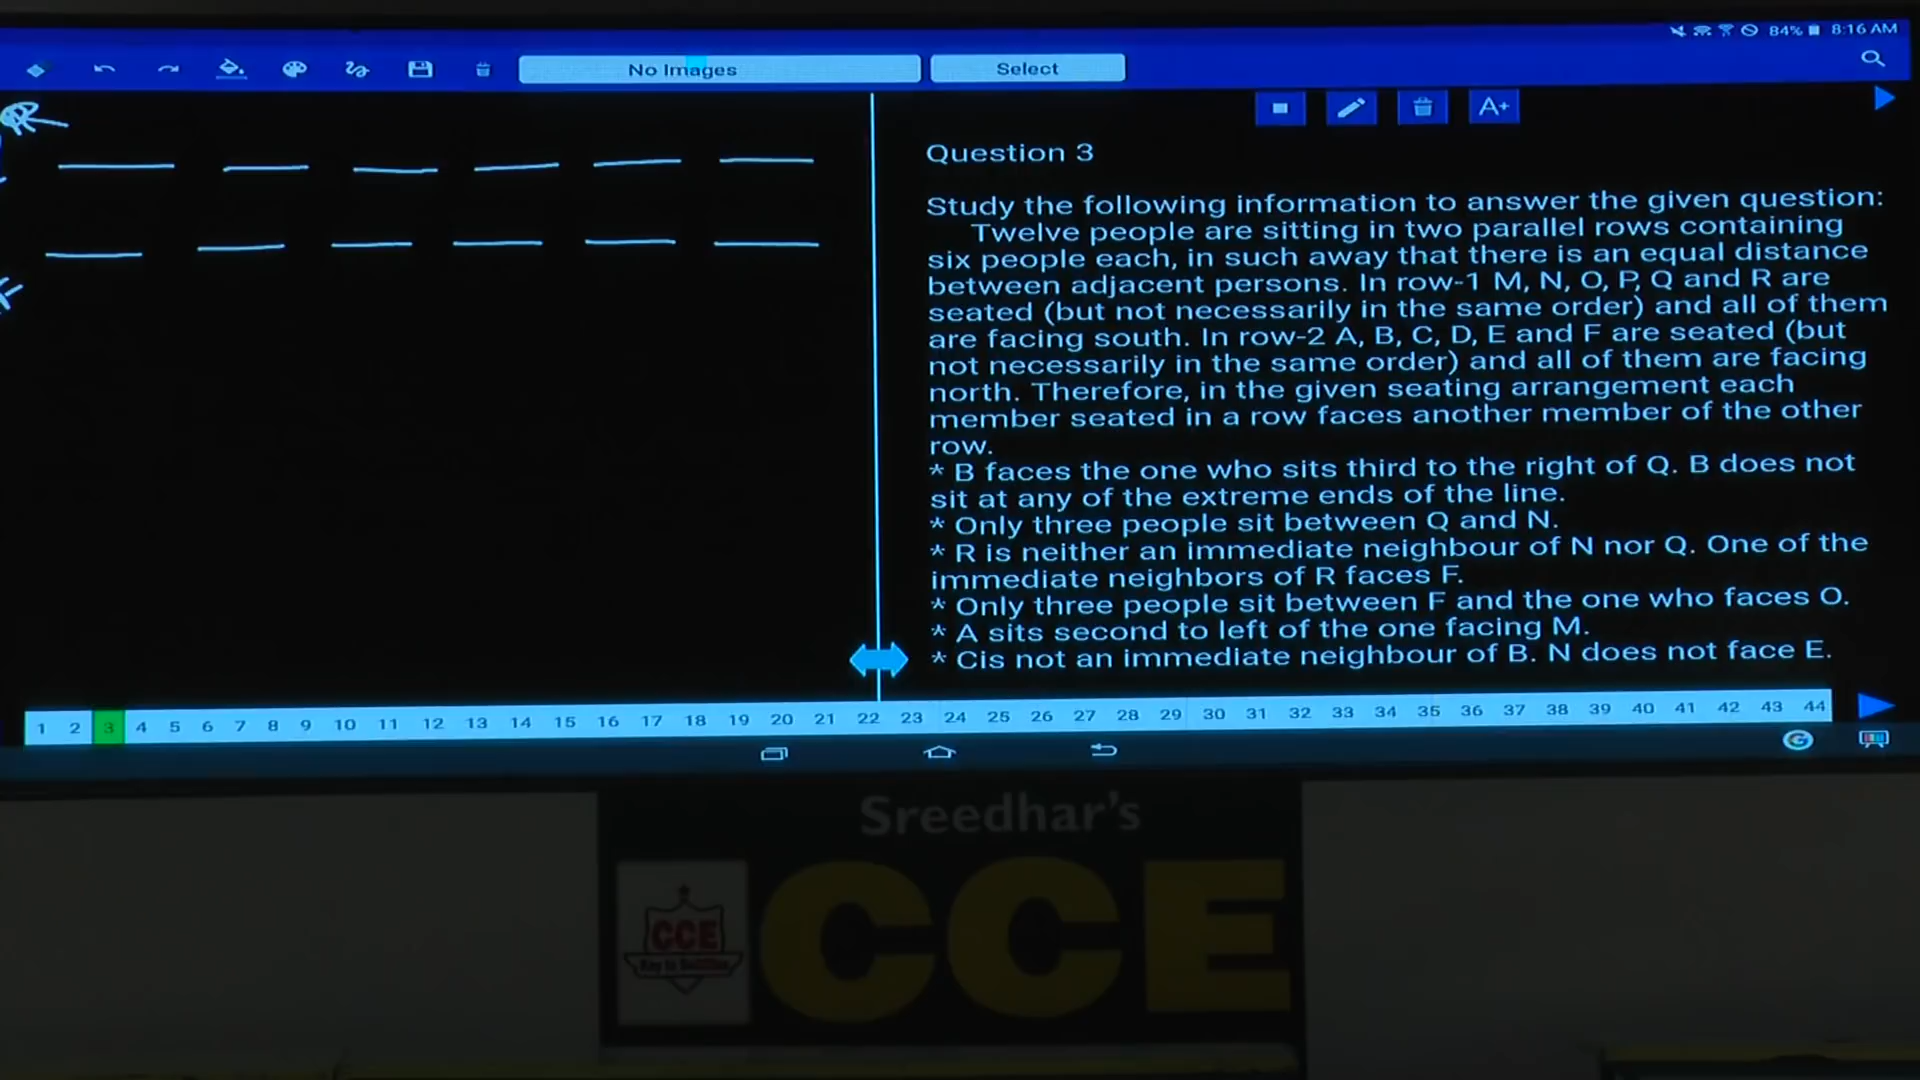 84% 8:16 AM
No Images
Select
A+
Question 3
Study the following information to answer the given question:
Twelve people are sitting in two parallel rows containing
six people each, in such away that there is an equal distance
between adjacent persons. In row-1 M, N, O, P, Q and R are
seated (but not necessarily in the same order) and all of them
are facing south. In row-2 A, B, C, D, E and F are seated (but
not necessarily in the same order) and all of them are facing
north. Therefore, in the given seating arrangement each
member seated in a row faces another member of the other
row.
* B faces the one who sits third to the right of Q. B does not
sit at any of the extreme ends of the line.
* Only three people sit between Q and N.
* R is neither an immediate neighbour of N nor Q. One of the
immediate neighbors of R faces F.
* Only three people sit between F and the one who faces O.
* A sits second to left of the one facing M.
* Cis not an immediate neighbour of B. N does not face E.
1 2 3 4 5 6 7 8 9 10 11 12 13 14 15 16 17 18 19 20 21 22 23 24 25 26 27 28 29 30 31 32 33 34 35 36 37 38 39 40 41 42 43 44
Sreedhar's
CCE
CCE